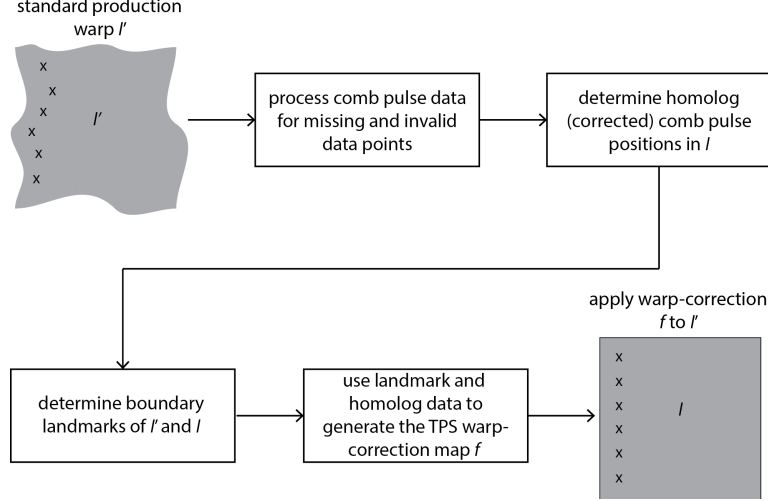 standard production
warp I'
x
x
x
x
x
x
I'
process comb pulse data
for missing and invalid
data points
determine homolog
(corrected) comb pulse
positions in I
determine boundary
landmarks of I' and I
use landmark and
homolog data to
generate the TPS warp-
correction map f
apply warp-correction
f to I'
x
x
x
x
x
x
I